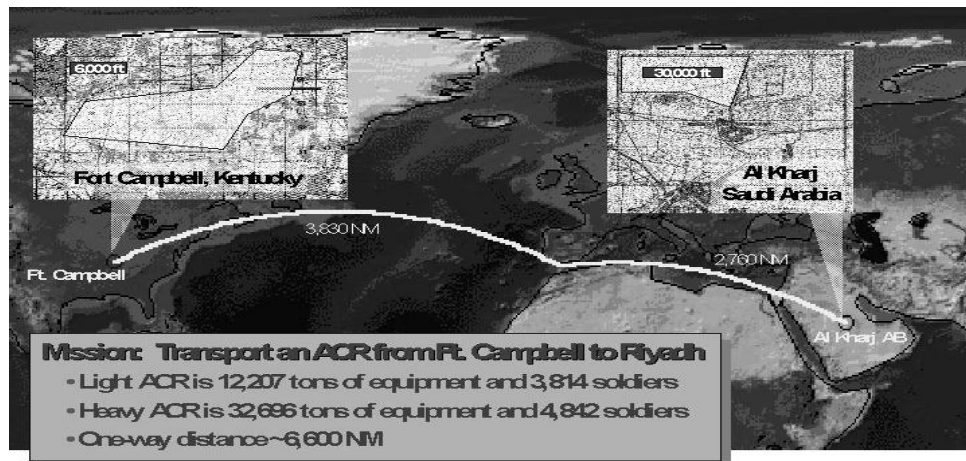 6,000 ft
Fort Campbell, Kentucky
30,000 ft
Al Kharj
Saudi Arabia
3,830 NM
2,760 NM
Ft. Campbell
Al Kharj AB
Mission: Transport an ACR from Ft. Campbell to Riyadh
• Light ACR is 12,207 tons of equipment and 3,814 soldiers
• Heavy ACR is 32,696 tons of equipment and 4,842 soldiers
• One-way distance ~6,600 NM